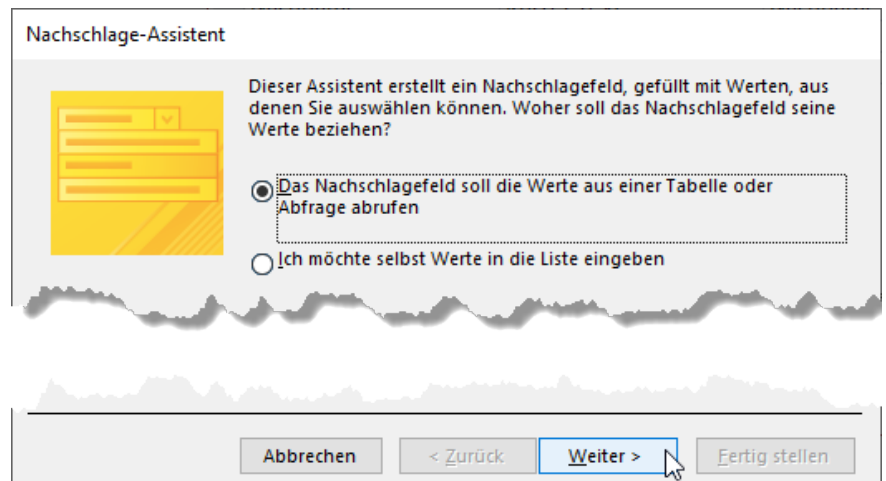 Nachschlage-Assistent
Dieser Assistent erstellt ein Nachschlagefeld, gefüllt mit Werten, aus
denen Sie auswählen können. Woher soll das Nachschlagefeld seine
Werte beziehen?
Das Nachschlagefeld soll die Werte aus einer Tabelle oder
Abfrage abrufen
Ich möchte selbst Werte in die Liste eingeben
Abbrechen
< Zurück
Weiter >
Fertig stellen